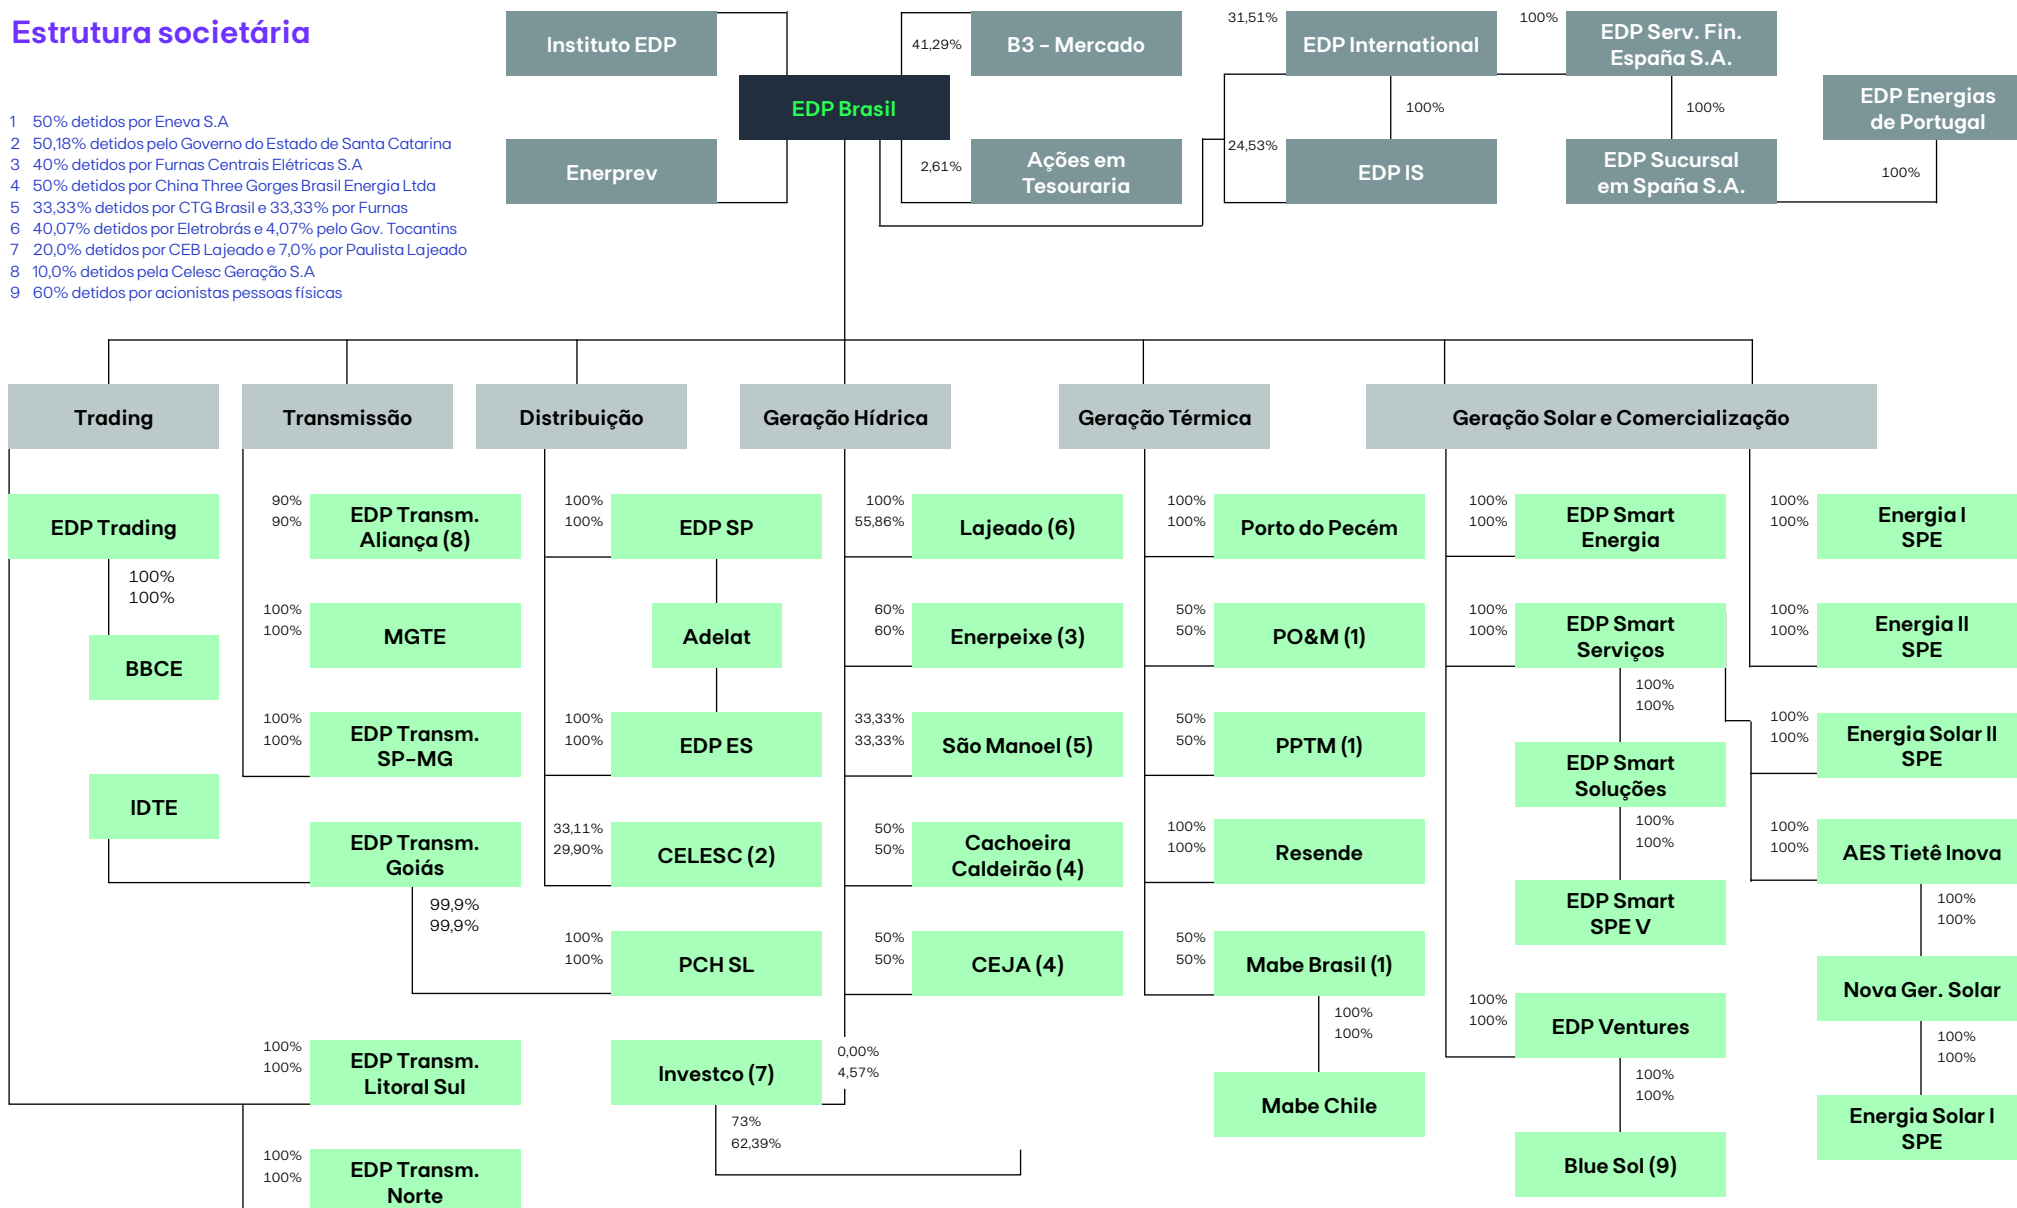 Estrutura societária
1 50% detidos por Eneva S.A
2 50,18% detidos pelo Governo do Estado de Santa Catarina
3 40% detidos por Furnas Centrais Elétricas S.A
4 50% detidos por China Three Gorges Brasil Energia Ltda
5 33,33% detidos por CTG Brasil e 33,33% por Furnas
6 40,07% detidos por Eletrobrás e 4,07% pelo Gov. Tocantins
7 20,0% detidos por CEB Lajeado e 7,0% por Paulista Lajeado
8 10,0% detidos pela Celesc Geração S.A
9 60% detidos por acionistas pessoas físicas
Instituto EDP
EDP Brasil
Enerprev
41,29%
B3 – Mercado
2,61%
Ações em
Tesouraria
31,51%
EDP International
100%
24,53%
EDP IS
100%
EDP Serv. Fin.
España S.A.
100%
EDP Sucursal
em Spaña S.A.
EDP Energias
de Portugal
100%
Trading
EDP Trading
100%
100%
BBCE
IDTE
Transmissão
90%
90%
EDP Transm.
Aliança (8)
100%
100%
MGTE
100%
100%
EDP Transm.
SP-MG
EDP Transm.
Goiás
99,9%
99,9%
100%
100%
EDP Transm.
Litoral Sul
100%
100%
EDP Transm.
Norte
Distribuição
100%
100%
EDP SP
Adelat
100%
100%
EDP ES
33,11%
29,90%
CELESC (2)
100%
100%
PCH SL
Investco (7)
0,00%
4,57%
73%
62,39%
Geração Hídrica
100%
55,86%
Lajeado (6)
60%
60%
Enerpeixe (3)
33,33%
33,33%
São Manoel (5)
50%
50%
Cachoeira
Caldeirão (4)
50%
50%
CEJA (4)
Geração Térmica
100%
100%
Porto do Pecém
50%
50%
PO&M (1)
50%
50%
PPTM (1)
100%
100%
Resende
50%
50%
Mabe Brasil (1)
100%
100%
Mabe Chile
Geração Solar e Comercialização
100%
100%
EDP Smart
Energia
100%
100%
EDP Smart
Serviços
100%
100%
EDP Smart
Soluções
100%
100%
EDP Smart
SPE V
100%
100%
EDP Ventures
100%
100%
Blue Sol (9)
100%
100%
Energia I
SPE
100%
100%
Energia II
SPE
100%
100%
Energia Solar II
SPE
100%
100%
AES Tietê Inova
100%
100%
Nova Ger. Solar
100%
100%
Energia Solar I
SPE